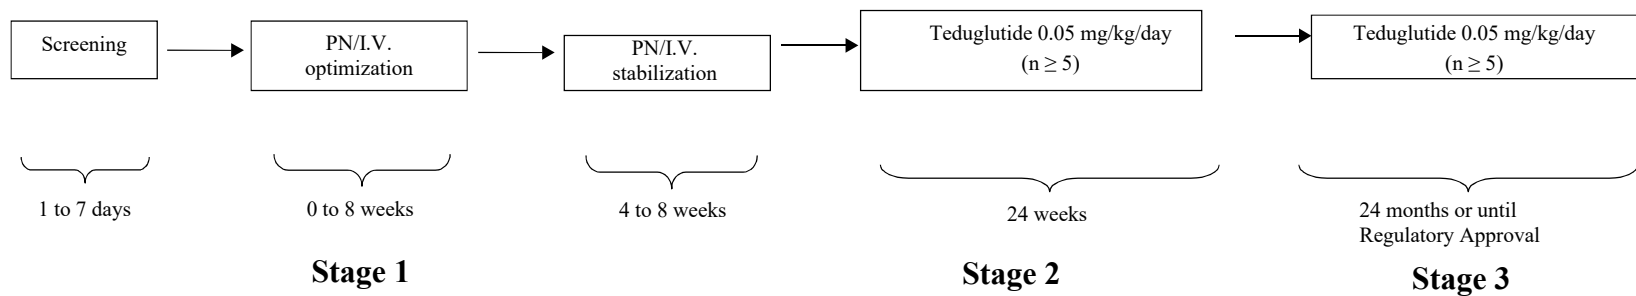 Screening
PN/I.V.
optimization
PN/I.V.
stabilization
Teduglutide 0.05 mg/kg/day
(n ≥ 5)
Teduglutide 0.05 mg/kg/day
(n ≥ 5)
1 to 7 days
0 to 8 weeks
4 to 8 weeks
24 weeks
24 months or until
Regulatory Approval
Stage 1
Stage 2
Stage 3